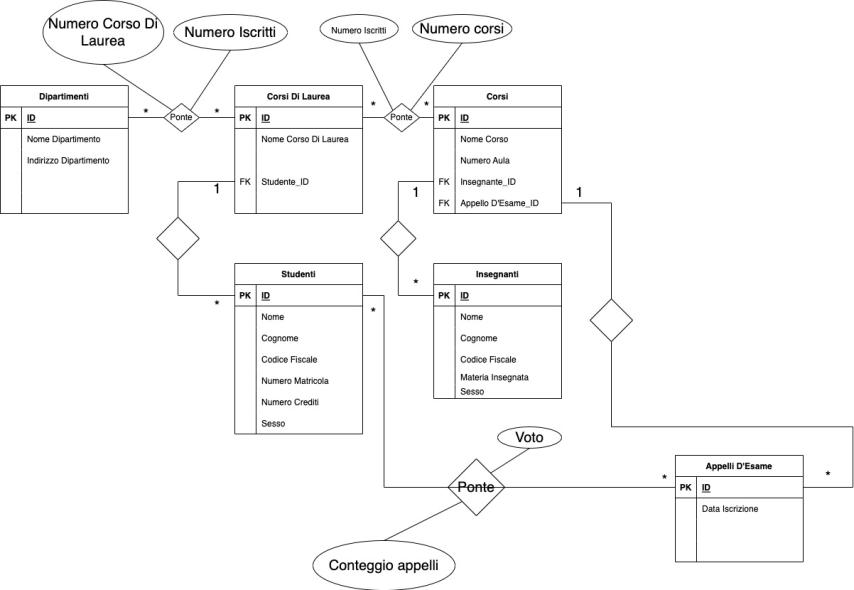 Numero Corso Di
Laurea
Numero Iscritti
Numero Iscritti
Numero corsi
Dipartimenti
PK ID
Nome Dipartimento
Indirizzo Dipartimento
*
Ponte
*
Corsi Di Laurea
PK ID
Nome Corso Di Laurea
FK Studente_ID
*
Ponte
*
Corsi
PK ID
Nome Corso
Numero Aula
FK Insegnante_ID
FK Appello D'Esame_ID
1
1
1
*
*
Studenti
PK ID
Nome
Cognome
Codice Fiscale
Numero Matricola
Numero Crediti
Sesso
*
Insegnanti
PK ID
Nome
Cognome
Codice Fiscale
Materia Insegnata
Sesso
Voto
Ponte
Conteggio appelli
*
Appelli D'Esame
PK ID
Data Iscrizione
*